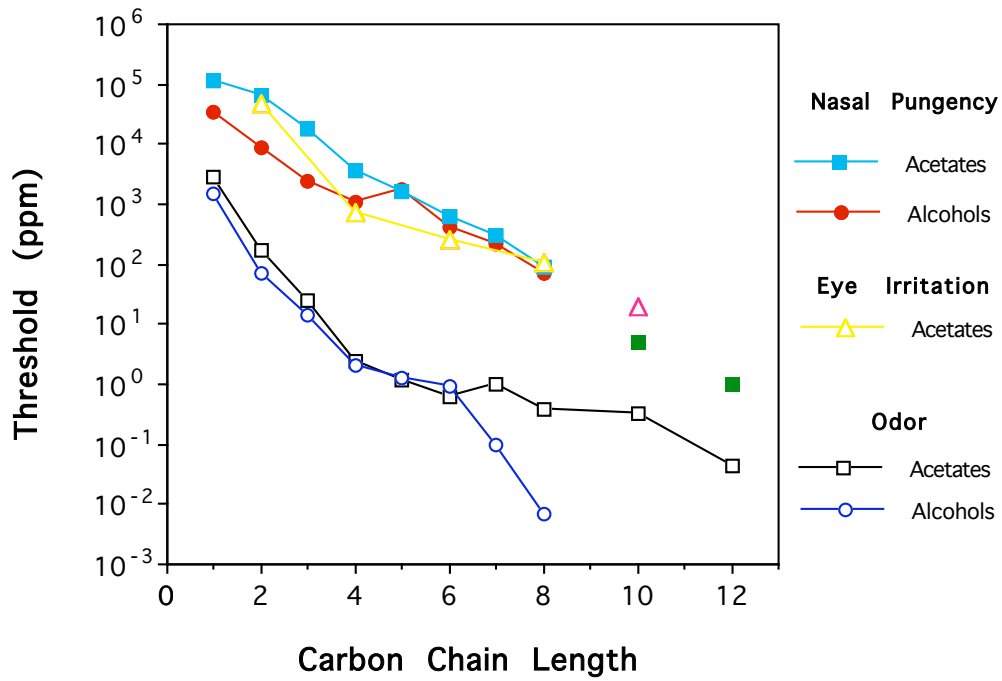 10^6
10^5
10^4
10^3
10^2
10^1
10^0
10^-1
10^-2
10^-3
Threshold (ppm)
0 2 4 6 8 10 12
Carbon Chain Length
Nasal Pungency
Acetates
Alcohols
Eye Irritation
Acetates
Odor
Acetates
Alcohols